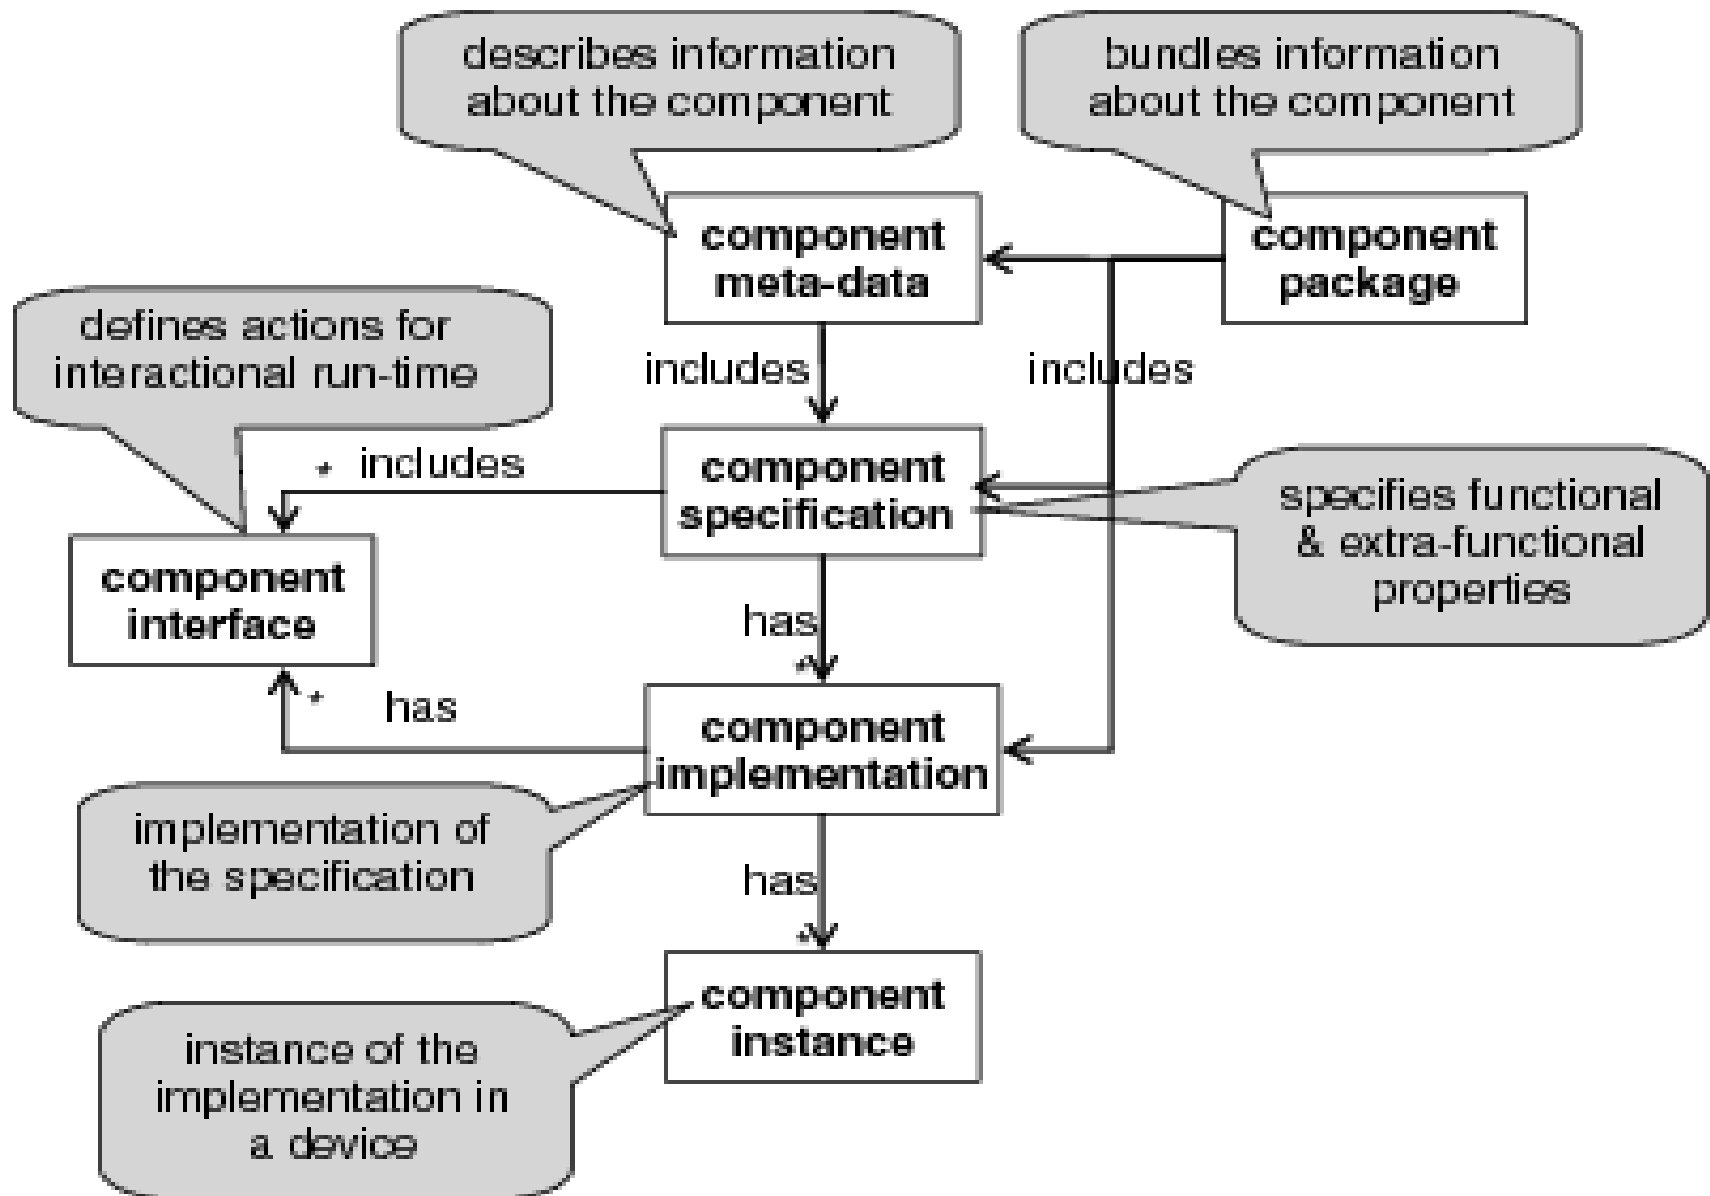 describes information
about the component
bundles information
about the component
component
meta-data
component
package
defines actions for
interactional run-time
includes
includes
* includes
component
specification
specifies functional
& extra-functional
properties
component
interface
has
*
* has
component
implementation
implementation of
the specification
has
*
component
instance
instance of the
implementation in
a device